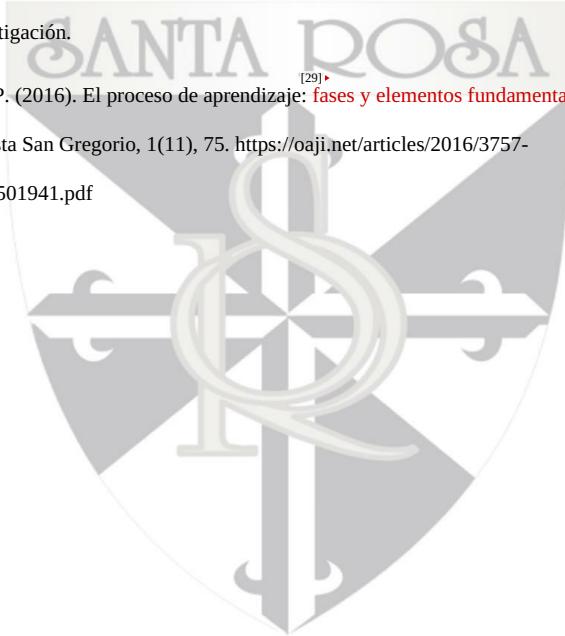 tigación.
SANTA ROSA
[29]
P. (2016). El proceso de aprendizaje: fases y elementos fundamenta
ta San Gregorio, 1(11), 75. https://oaji.net/articles/2016/3757-
501941.pdf
SR